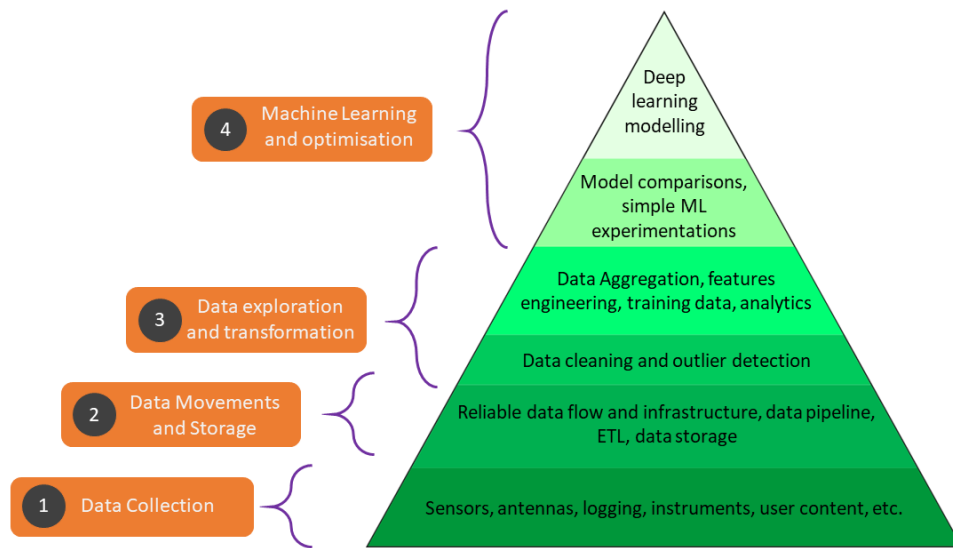 Deep
learning
modelling
4
Machine Learning
and optimisation
Model comparisons,
simple ML
experimentations
3
Data exploration
and transformation
Data Aggregation, features
engineering, training data, analytics
Data cleaning and outlier detection
2
Data Movements
and Storage
Reliable data flow and infrastructure, data pipeline,
ETL, data storage
1
Data Collection
Sensors, antennas, logging, instruments, user content, etc.